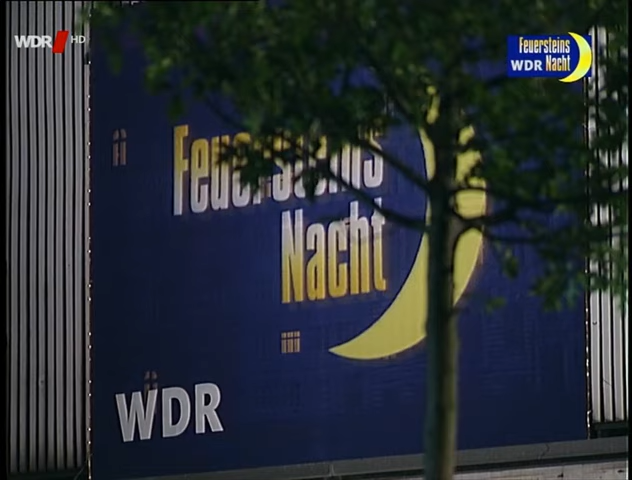 WDR HD
Feuersteins
WDR Nacht
Feuersteins
Nacht
WDR